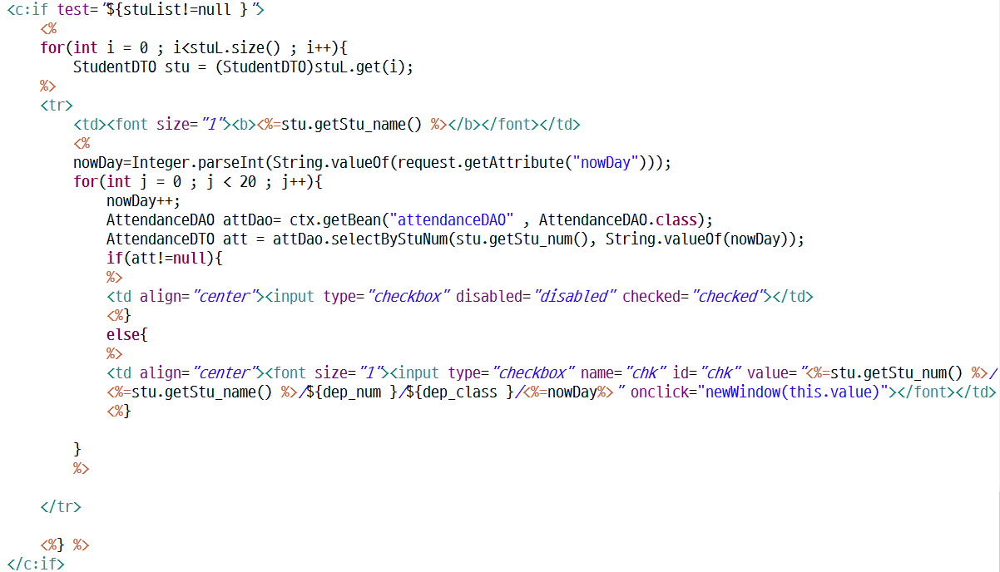 <c:if test="${stuList!=null }">
<%
for(int i = 0 ; i<stuL.size() ; i++){
StudentDTO stu = (StudentDTO)stuL.get(i);
%>
<tr>
<td><font size="1"><b><%=stu.getStu_name() %></b></font></td>
<%
nowDay=Integer.parseInt(String.valueOf(request.getAttribute("nowDay")));
for(int j = 0 ; j < 20 ; j++){
nowDay++;
AttendanceDAO attDao= ctx.getBean("attendanceDAO" , AttendanceDAO.class);
AttendanceDTO att = attDao.selectByStuNum(stu.getStu_num(), String.valueOf(nowDay));
if(att!=null){
%>
<td align="center"><input type="checkbox" disabled="disabled" checked="checked"></td>
<%}
else{
%>
<td align="center"><font size="1"><input type="checkbox" name="chk" id="chk" value="<%=stu.getStu_num() %>/
<%=stu.getStu_name() %>/${dep_num }/${dep_class }/<%=nowDay%> " onclick="newWindow(this.value)"></font></td>
<%}
}
%>
</tr>
<%} %>
</c:if>